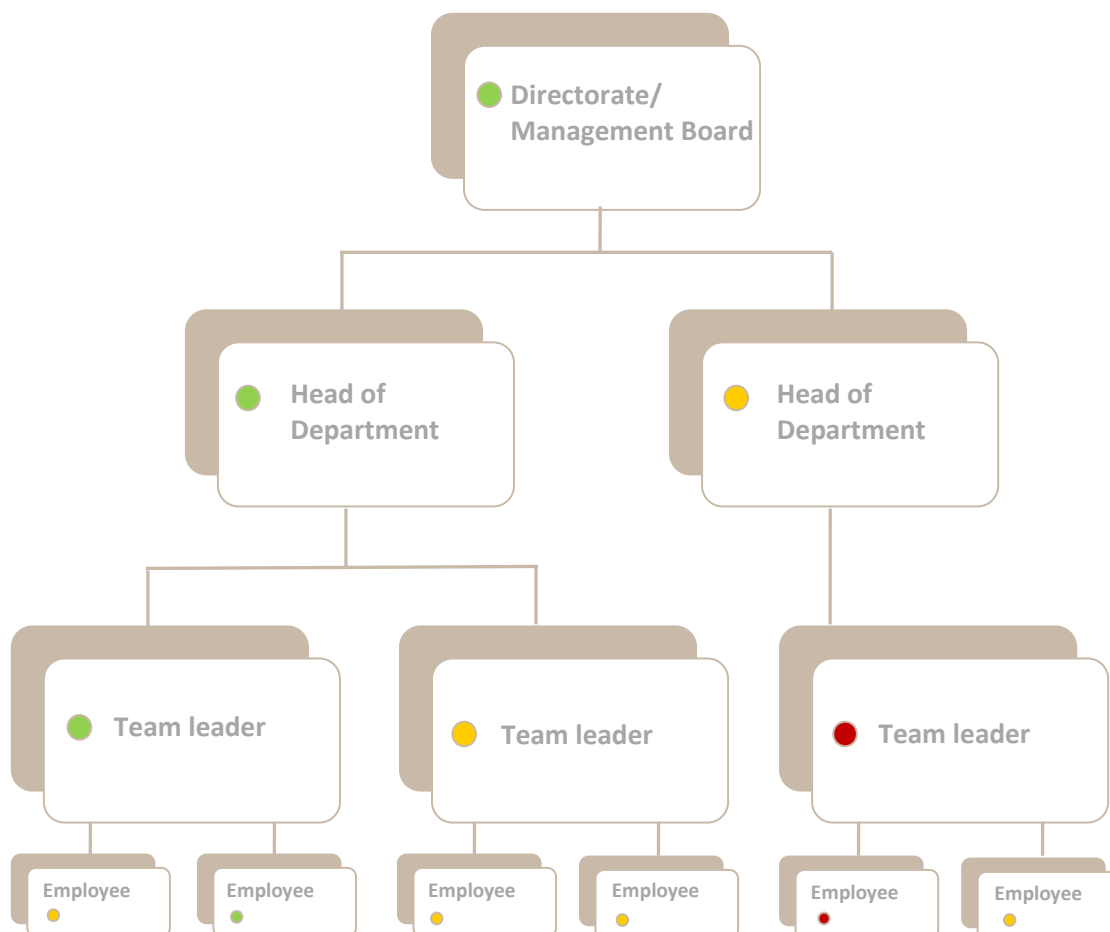 Directorate/
Management Board
Head of
Department
Head of
Department
Team leader
Team leader
Team leader
Employee
Employee
Employee
Employee
Employee
Employee